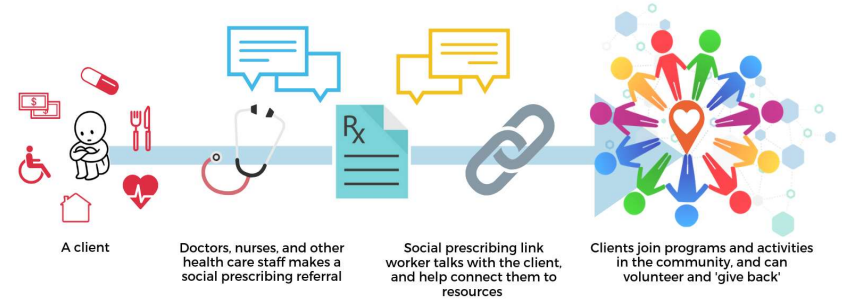 $
Rx
A client
Doctors, nurses, and other
health care staff makes a
social prescribing referral
Social prescribing link
worker talks with the client,
and help connect them to
resources
Clients join programs and activities
in the community, and can
volunteer and 'give back'